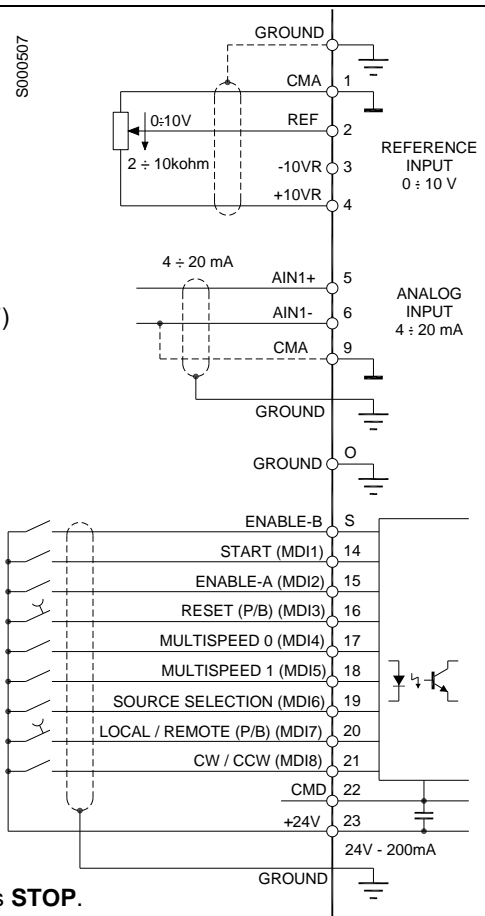 S000507
GROUND
CMA 1
0÷10V
REF 2
2 ÷ 10kohm
-10VR 3
+10VR 4
REFERENCE
INPUT
0 ÷ 10 V
4 ÷ 20 mA
AIN1+ 5
AIN1- 6
CMA 9
ANALOG
INPUT
4 ÷ 20 mA
)
GROUND
GROUND O
ENABLE-B S
START (MDI1) 14
ENABLE-A (MDI2) 15
RESET (P/B) (MDI3) 16
MULTISPEED 0 (MDI4) 17
MULTISPEED 1 (MDI5) 18
SOURCE SELECTION (MDI6) 19
LOCAL / REMOTE (P/B) (MDI7) 20
CW / CCW (MDI8) 21
CMD 22
+24V 23
24V - 200mA
GROUND
s STOP.